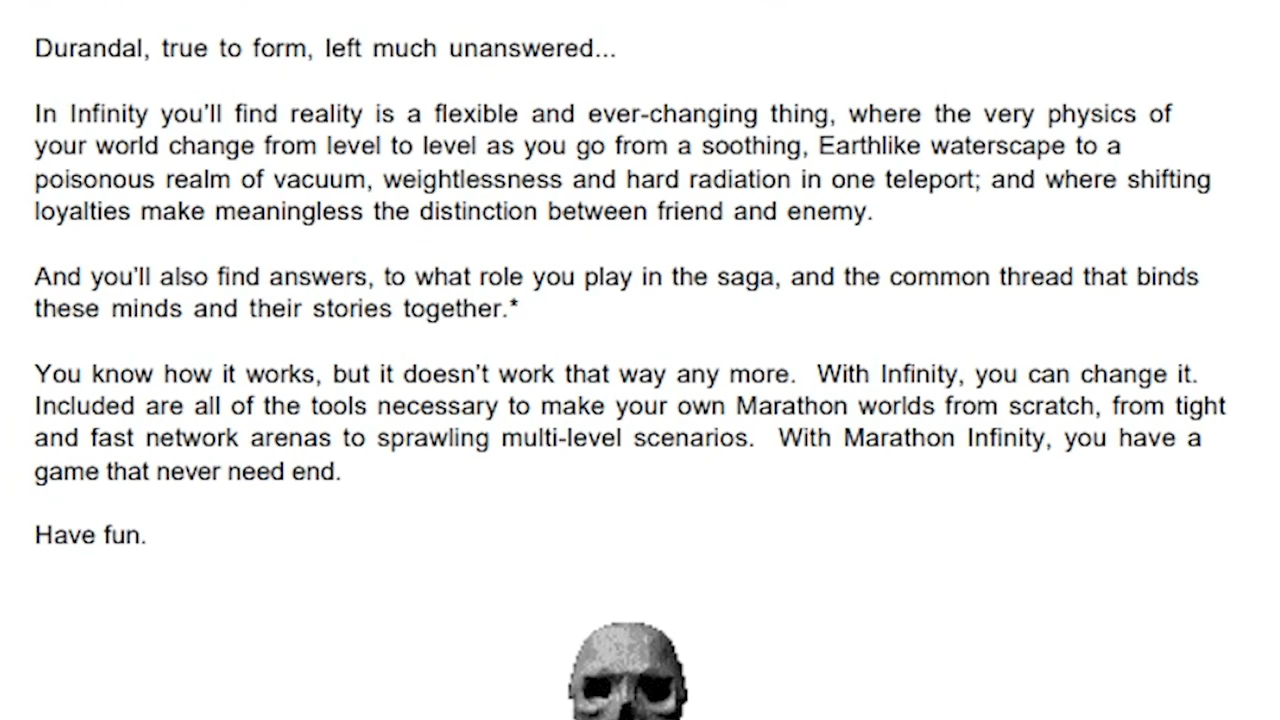 Durandal, true to form, left much unanswered...
In Infinity you'll find reality is a flexible and ever-changing thing, where the very physics of
your world change from level to level as you go from a soothing, Earthlike waterscape to a
poisonous realm of vacuum, weightlessness and hard radiation in one teleport; and where shifting
loyalties make meaningless the distinction between friend and enemy.
And you'll also find answers, to what role you play in the saga, and the common thread that binds
these minds and their stories together.*
You know how it works, but it doesn't work that way any more.  With Infinity, you can change it.
Included are all of the tools necessary to make your own Marathon worlds from scratch, from tight
and fast network arenas to sprawling multi-level scenarios.  With Marathon Infinity, you have a
game that never need end.
Have fun.